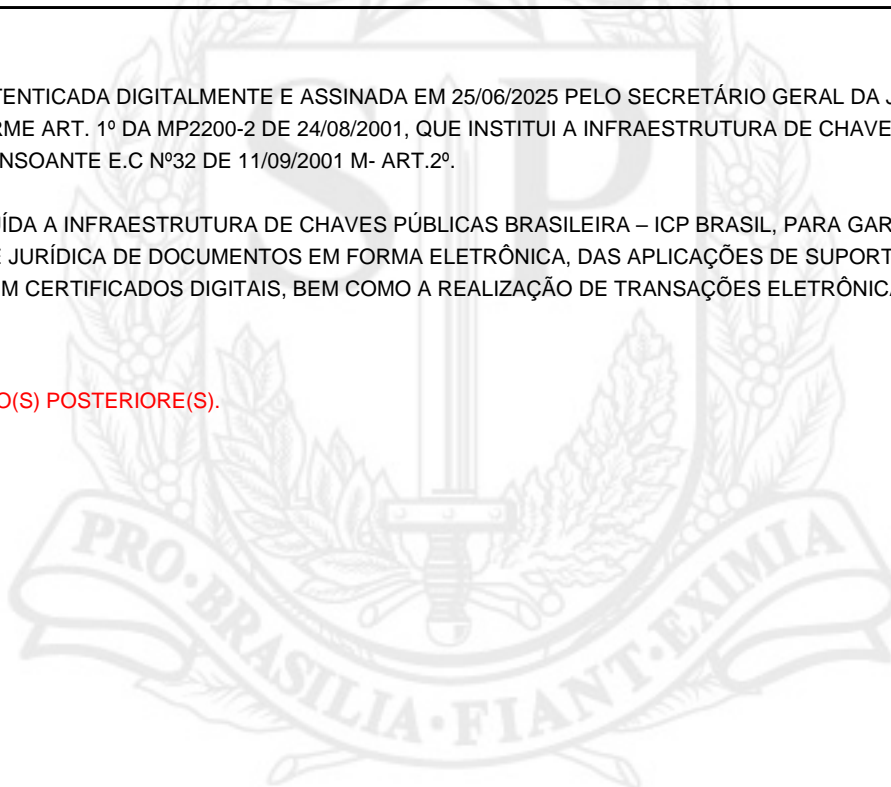 TENTICADA DIGITALMENTE E ASSINADA EM 25/06/2025 PELO SECRETÁRIO GERAL DA J
RME ART. 1º DA MP2200-2 DE 24/08/2001, QUE INSTITUI A INFRAESTRUTURA DE CHAVE
NSOANTE E.C Nº32 DE 11/09/2001 M- ART.2º.
ÍDA A INFRAESTRUTURA DE CHAVES PÚBLICAS BRASILEIRA – ICP BRASIL, PARA GAR
E JURÍDICA DE DOCUMENTOS EM FORMA ELETRÔNICA, DAS APLICAÇÕES DE SUPORT
M CERTIFICADOS DIGITAIS, BEM COMO A REALIZAÇÃO DE TRANSAÇÕES ELETRÔNICA
O(S) POSTERIORE(S).
SP
PRO·BRASILIA·FIANT·EXIMIA